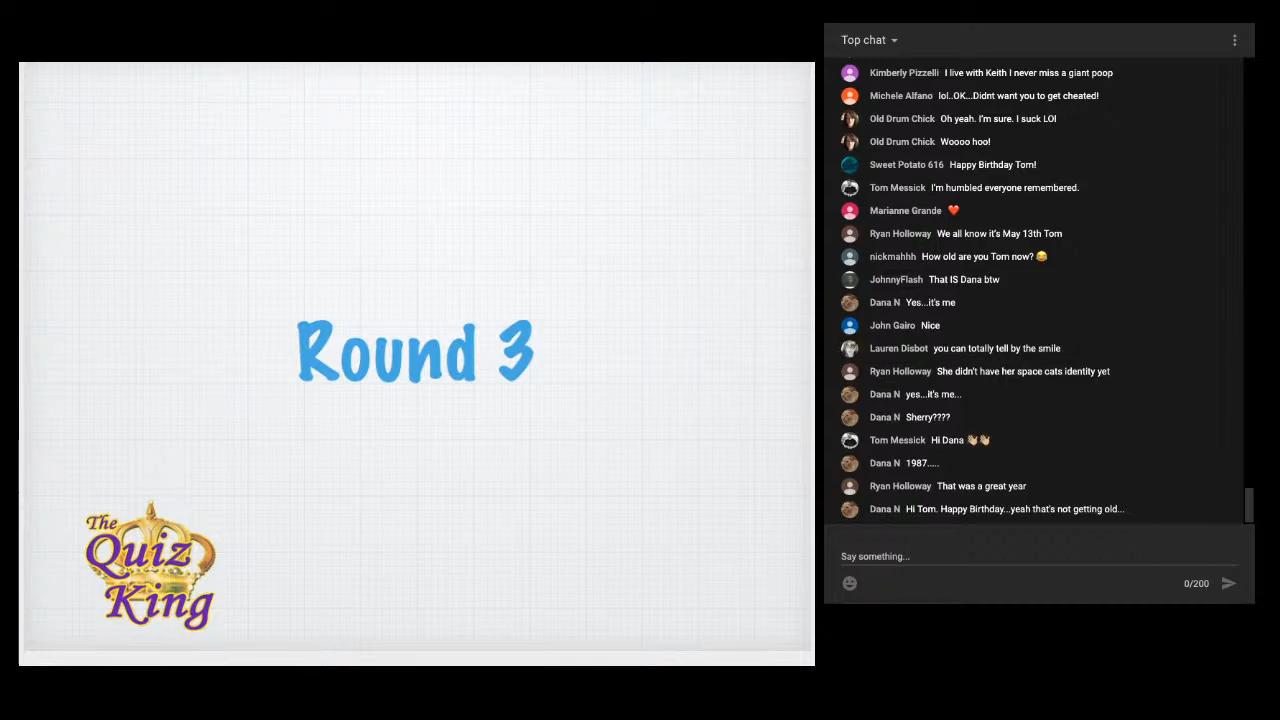 Round 3
The
Quiz
King
Top chat
Kimberly Pizzelli I live with Keith I never miss a giant poop
Michele Alfano lol..OK...Didnt want you to get cheated!
Old Drum Chick Oh yeah. I'm sure. I suck LOl
Old Drum Chick Woooo hoo!
Sweet Potato 616 Happy Birthday Tom!
Tom Messick I'm humbled everyone remembered.
Marianne Grande ❤️
Ryan Holloway We all know it's May 13th Tom
nickmahhh How old are you Tom now? 😂
JohnnyFlash That IS Dana btw
Dana N Yes...it's me
John Gairo Nice
Lauren Disbot you can totally tell by the smile
Ryan Holloway She didn't have her space cats identity yet
Dana N yes...it's me...
Dana N Sherry????
Tom Messick Hi Dana 👋🏼👋🏼
Dana N 1987.....
Ryan Holloway That was a great year
Dana N Hi Tom. Happy Birthday...yeah that's not getting old...
Say something...
0/200